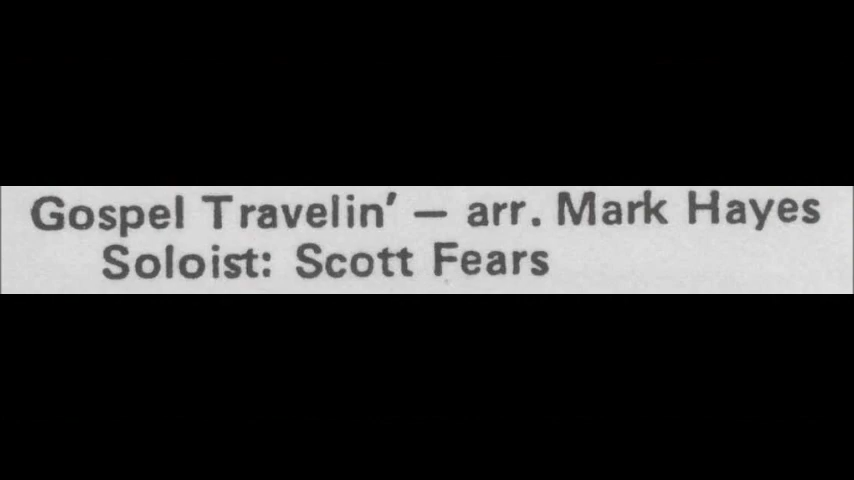 Gospel Travelin' — arr. Mark Hayes
Soloist: Scott Fears